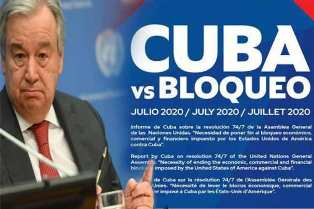 CUBA
vs BLOQUEO
JULIO 2020 / JULY 2020 / JUILLET 2020
Informe de Cuba sobre la resolución 74/7 de la Asamblea General
de las Naciones Unidas. "Necesidad de poner fin al bloqueo económico,
comercial y financiero impuesto por los Estados Unidos de América
contra Cuba".
Report by Cuba on resolution 74/7 of the United Nations General
Assembly. "Necessity of ending the economic, commercial and financial
imposed by the United States of America against Cuba".
de Cuba sur la résolution 74/7 de l'Assemblée Générale des
Unies. "Nécessité de lever le blocus économique, commercial et
imposé à Cuba par les États-Unis d'Amérique".